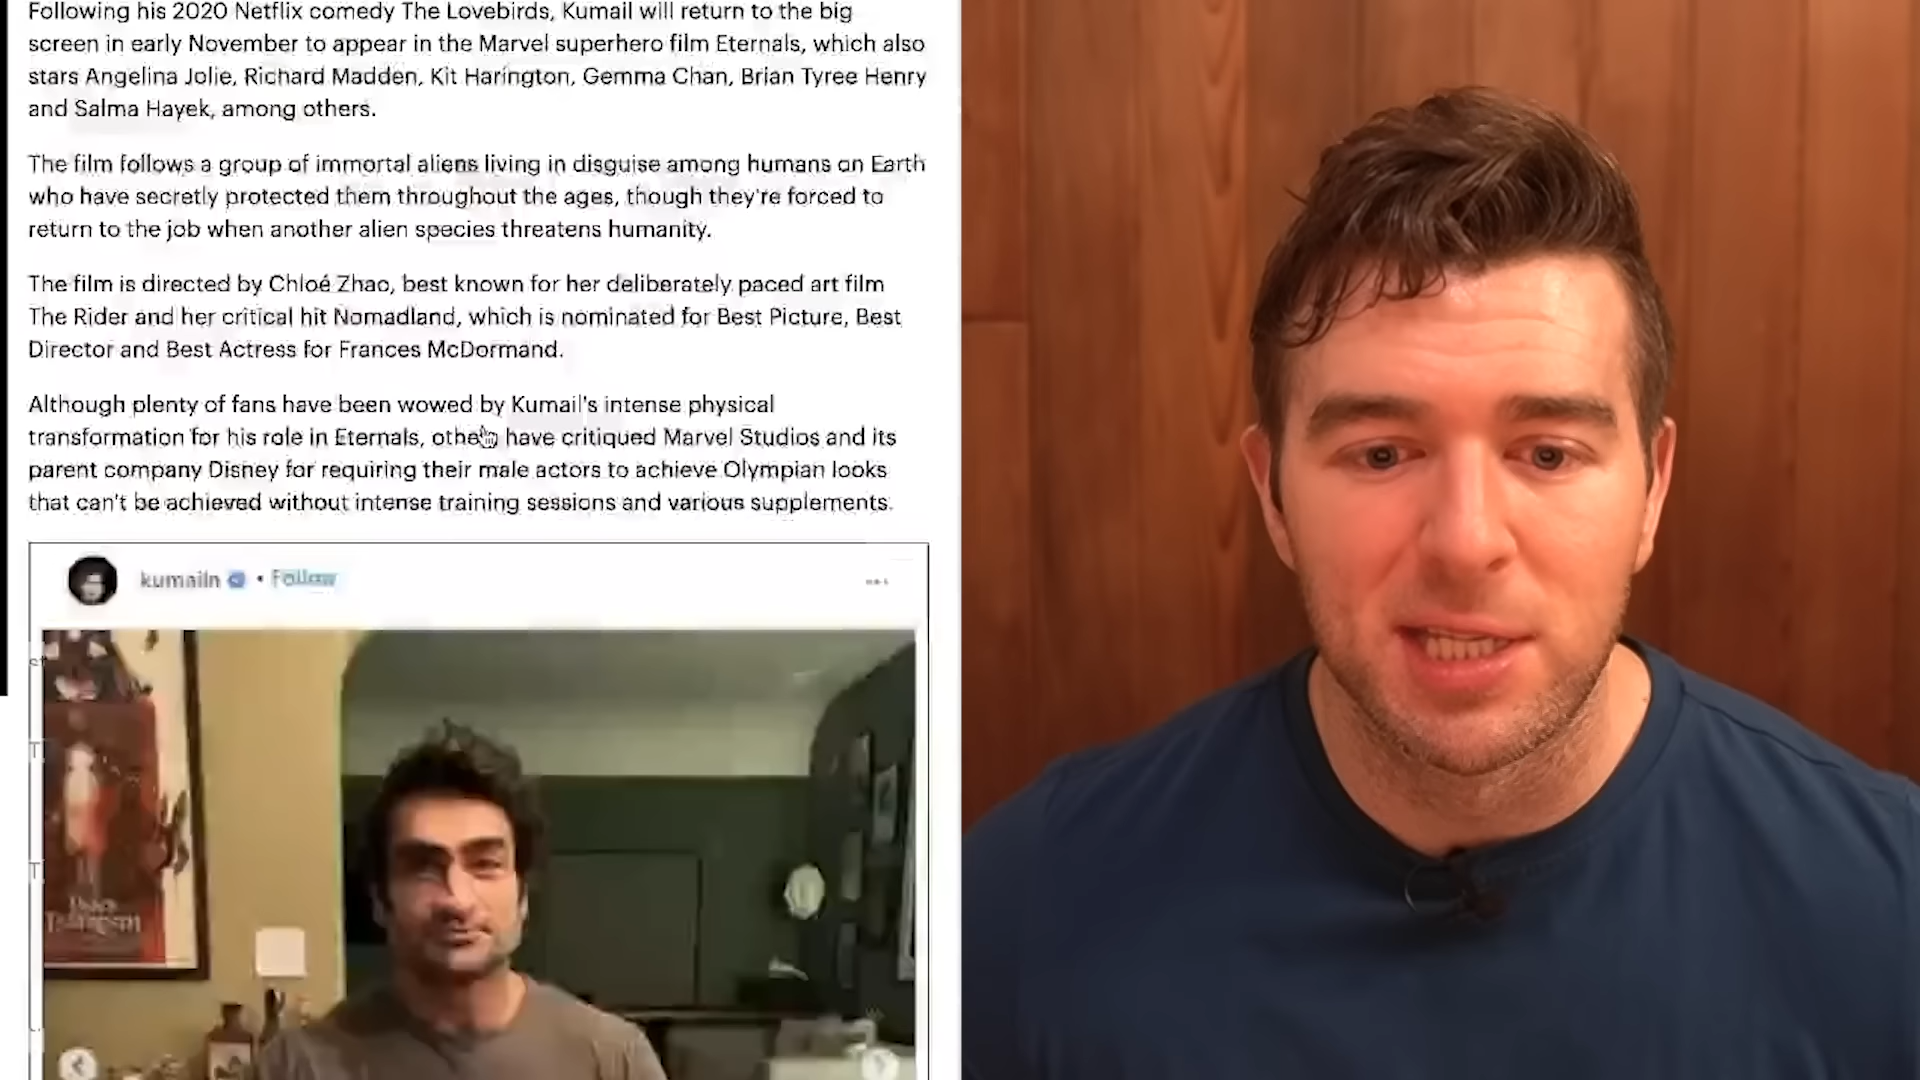 Following his 2020 Netflix comedy The Lovebirds, Kumail will return to the big
screen in early November to appear in the Marvel superhero film Eternals, which also
stars Angelina Jolie, Richard Madden, Kit Harington, Gemma Chan, Brian Tyree Henry
and Salma Hayek, among others.
The film follows a group of immortal aliens living in disguise among humans on Earth
who have secretly protected them throughout the ages, though they're forced to
return to the job when another alien species threatens humanity.
The film is directed by Chloé Zhao, best known for her deliberately paced art film
The Rider and her critical hit Nomadland, which is nominated for Best Picture, Best
Director and Best Actress for Frances McDormand.
Although plenty of fans have been wowed by Kumail's intense physical
transformation for his role in Eternals, others have critiqued Marvel Studios and its
parent company Disney for requiring their male actors to achieve Olympian looks
that can't be achieved without intense training sessions and various supplements.
kumailn • Follow